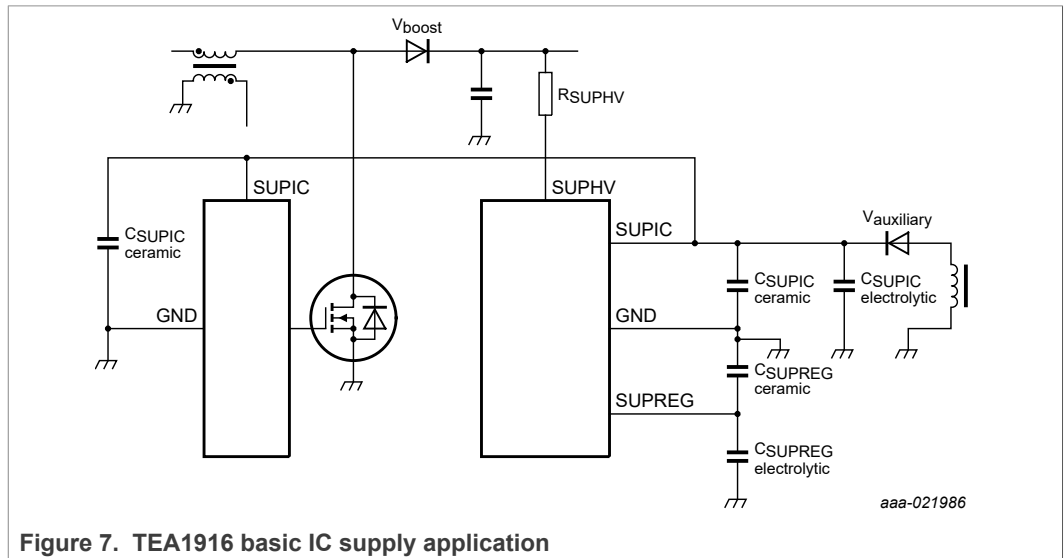 Vboost
RSUPHV
SUPIC
SUPHV
CSUPIC
ceramic
SUPIC
Vauxiliary
CSUPIC
ceramic
CSUPIC
electrolytic
GND
GND
CSUPREG
ceramic
SUPREG
CSUPREG
electrolytic
aaa-021986
Figure 7. TEA1916 basic IC supply application